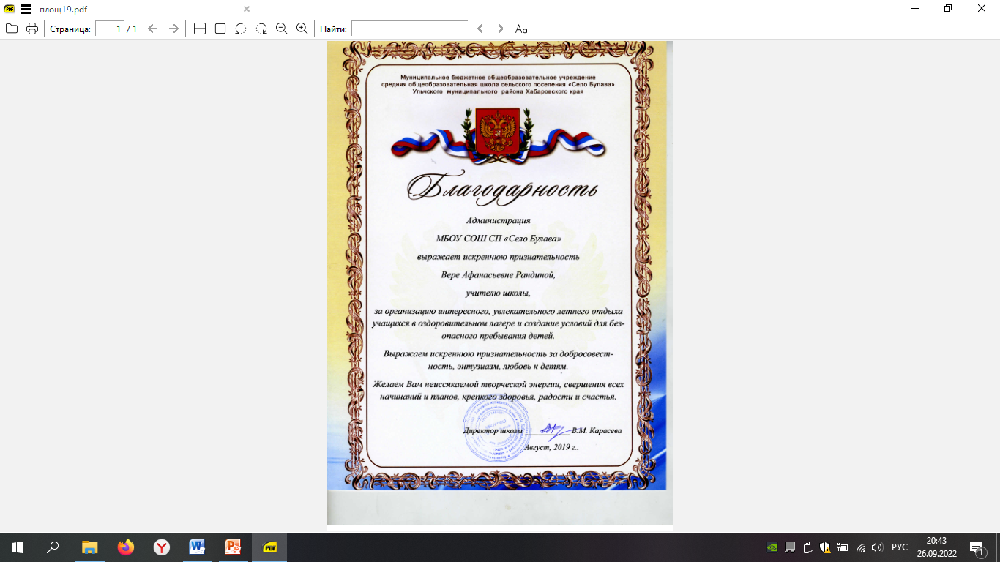 площ19.pdf
Страница: 1 / 1 Найти:
Муниципальное бюджетное общеобразовательное учреждение
средняя общеобразовательная школа сельского поселения «Село Булава»
Ульчского муниципального района Хабаровского края
Благодарность
Администрация
МБОУ СОШ СП «Село Булава»
выражает искреннюю признательность
Вере Афанасьевне Рандиной,
учителю школы,
за организацию интересного, увлекательного летнего отдыха
учащихся в оздоровительном лагере и создание условий для без-
опасного пребывания детей.
Выражаем искреннюю признательность за добросовест-
ность, энтузиазм, любовь к детям.
Желаем Вам неиссякаемой творческой энергии, свершения всех
начинаний и планов, крепкого здоровья, радости и счастья.
Директор школы В.М. Карасева
Август, 2019 г..
РУС
20:43
26.09.2022